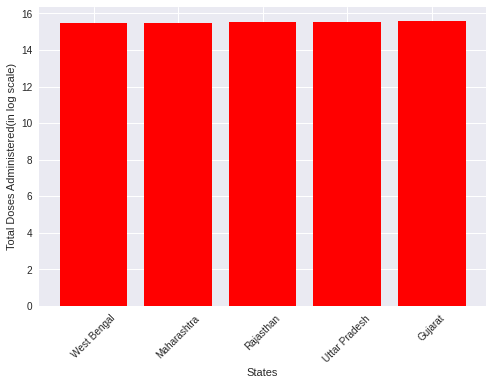 Total Doses Administered(in log scale)
16
14
12
10
8
6
4
2
0
West Bengal
Maharashtra
Rajasthan
Uttar Pradesh
Gujarat
States